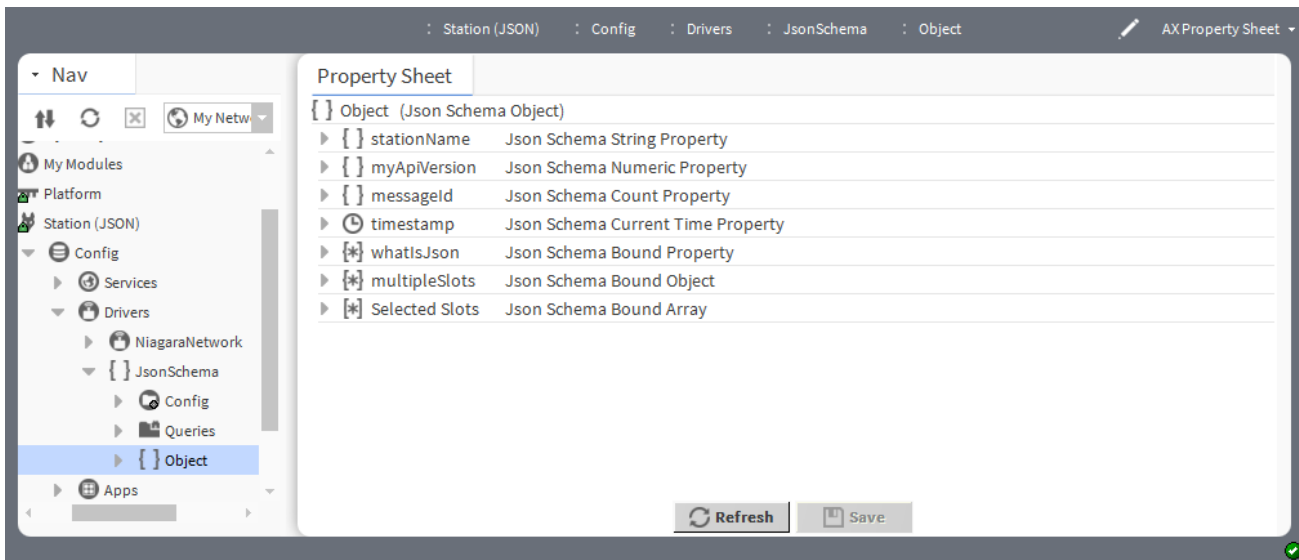 : Station (JSON) : Config : Drivers : JsonSchema : Object AX Property Sheet
Nav
My Netw
My Modules
Platform
Station (JSON)
Config
Services
Drivers
NiagaraNetwork
{ } JsonSchema
Config
Queries
{ } Object
Apps
Property Sheet
{ } Object (Json Schema Object)
{ } stationName Json Schema String Property
{ } myApiVersion Json Schema Numeric Property
{ } messageId Json Schema Count Property
timestamp Json Schema Current Time Property
{*} whatIsJson Json Schema Bound Property
{*} multipleSlots Json Schema Bound Object
[*] Selected Slots Json Schema Bound Array
Refresh Save